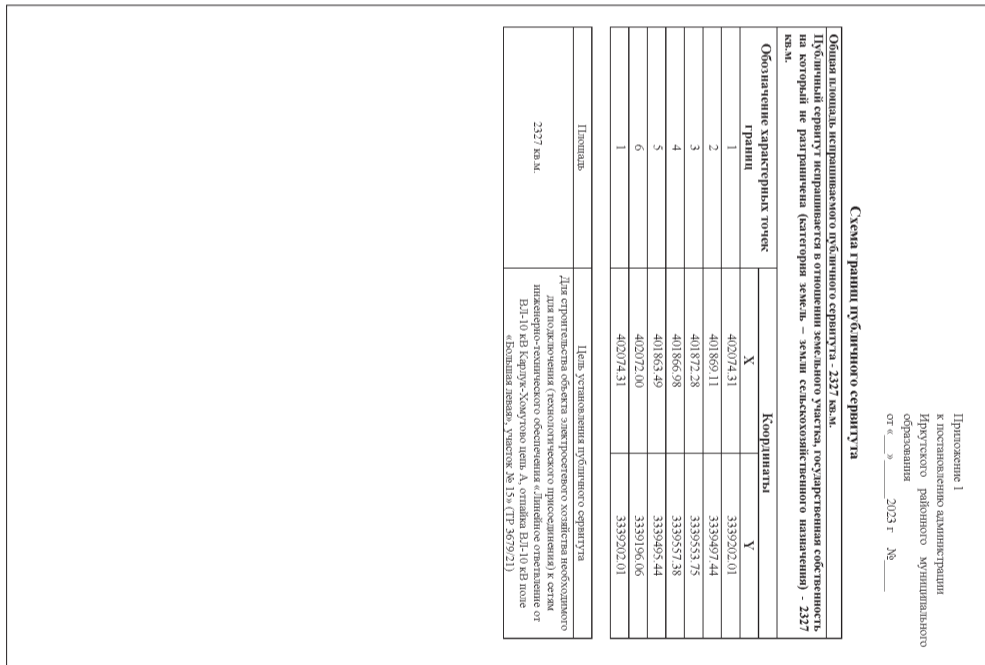 Приложение 1
к постановлению администрации
Иркутского районного муниципального
образования
от «___» ______ 2023 г № _____
Схема границ публичного сервитута
Общая площадь испрашиваемого публичного сервитута - 2327 кв.м.
Публичный сервитут испрашивается в отношении земельного участка, государственная собственность
на который не разграничена (категория земель – земли сельскохозяйственного назначения) - 2327
кв.м.
Обозначение характерных точек границ Координаты
X Y
1 402074.31 3339202.01
2 401869.11 3339497.44
3 401872.28 3339553.75
4 401866.98 3339557.38
5 401863.49 3339495.44
6 402072.00 3339196.06
1 402074.31 3339202.01
Площадь Цель установления публичного сервитута
2327 кв.м.
Для строительства объекта электросетевого хозяйства необходимого
для подключения (технологического присоединения) к сетям
инженерно-технического обеспечения «Линейное ответвление от
ВЛ-10 кВ Карлук-Хомутово цепь А, отпайка ВЛ-10 кВ поле
«Большая левая», участок № 15» (ТР 3679/21)